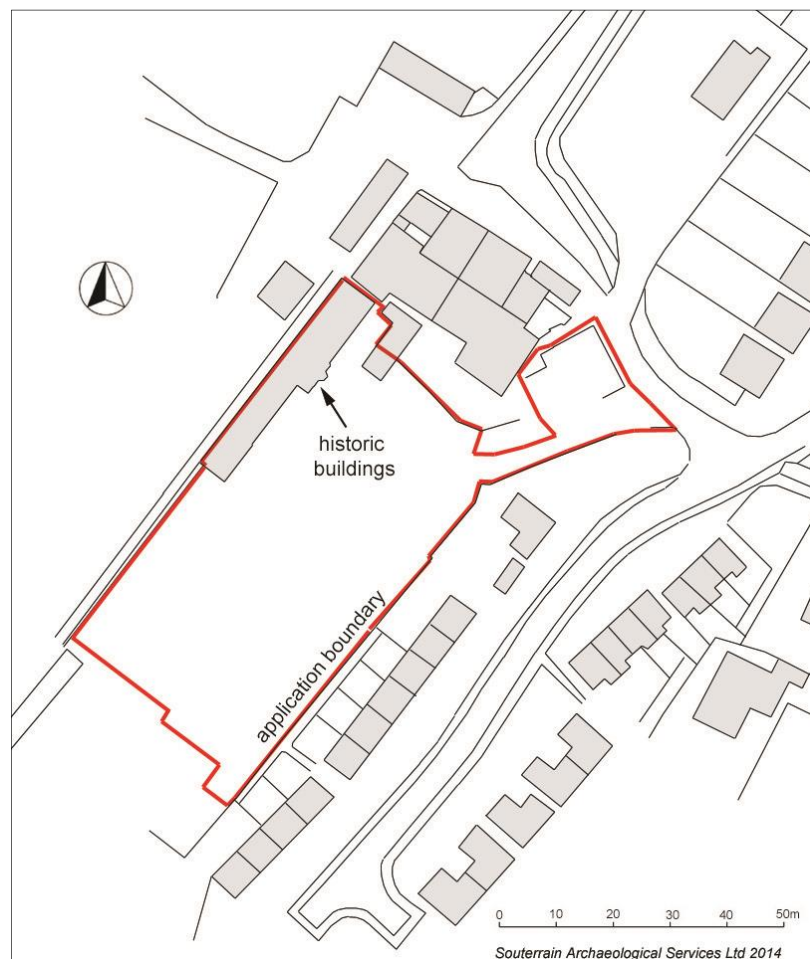 historic
buildings
application boundary
0 10 20 30 40 50m
Souterrain Archaeological Services Ltd 2014